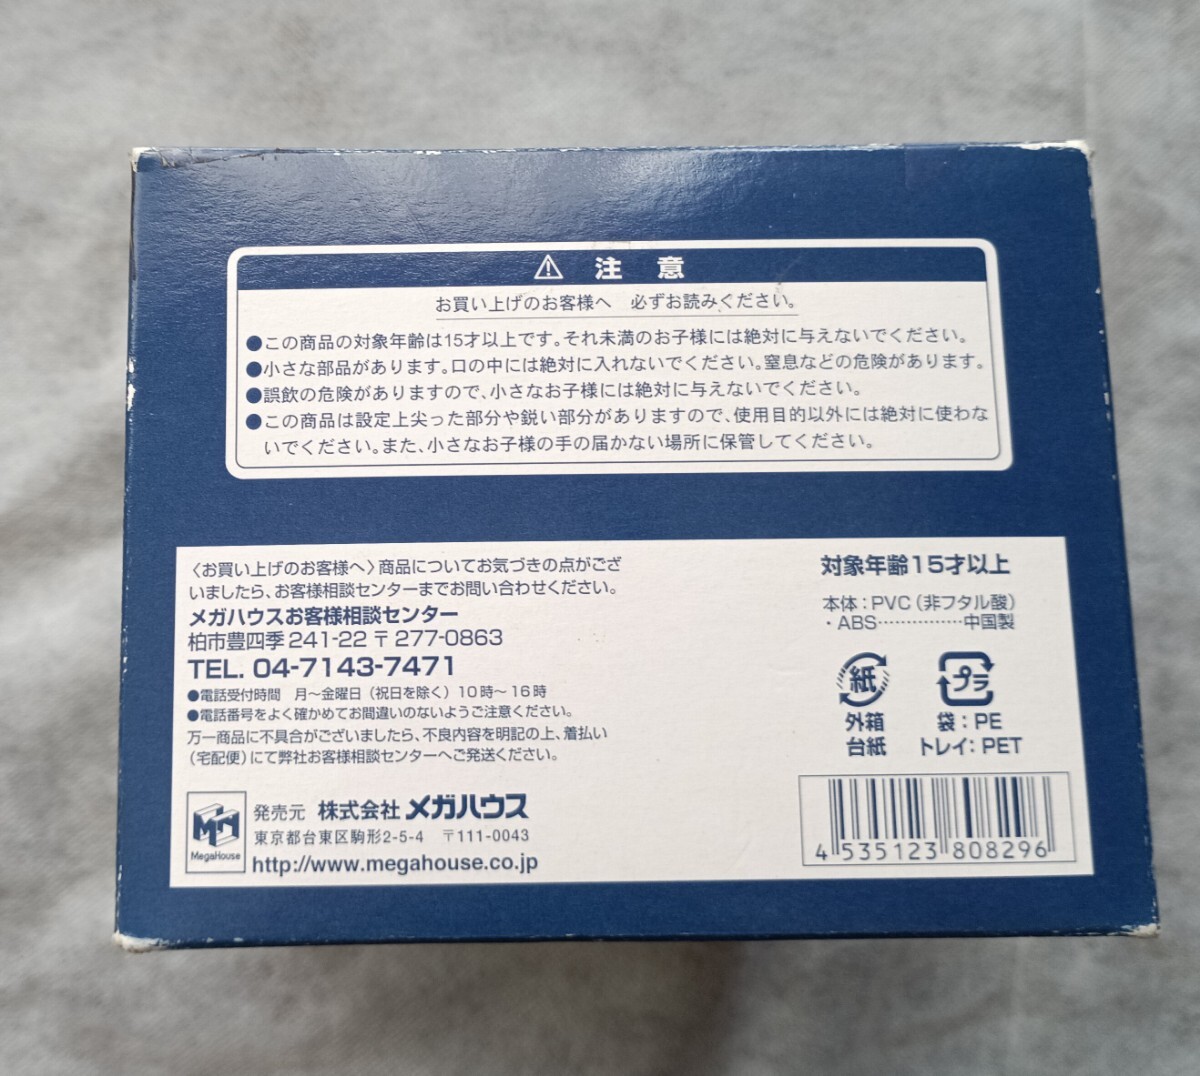 ⚠ 注 意
お買い上げのお客様へ 必ずお読みください。
●この商品の対象年齢は15才以上です。それ未満のお子様には絶対に与えないでください。
●小さな部品があります。口の中には絶対に入れないでください。窒息などの危険があります。
●誤飲の危険がありますので、小さなお子様には絶対に与えないでください。
●この商品は設定上尖った部分や鋭い部分がありますので、使用目的以外には絶対に使わな
いでください。また、小さなお子様の手の届かない場所に保管してください。
〈お買い上げのお客様へ〉商品についてお気づきの点がござ
いましたら、お客様相談センターまでお問い合わせください。
メガハウスお客様相談センター
柏市豊四季241-22 〒277-0863
TEL. 04-7143-7471
●電話受付時間 月～金曜日（祝日を除く）10時～16時
●電話番号をよく確かめてお間違いのないようご注意ください。
万一商品に不具合がございましたら、不良内容を明記の上、着払い
（宅配便）にて弊社お客様相談センターへご発送ください。
MegaHouse
発売元 株式会社メガハウス
東京都台東区駒形2-5-4 〒111-0043
http://www.megahouse.co.jp
対象年齢15才以上
本体：PVC（非フタル酸）
・ABS……………中国製
紙
外箱
台紙
プラ
袋：PE
トレイ：PET
4 535123 808296